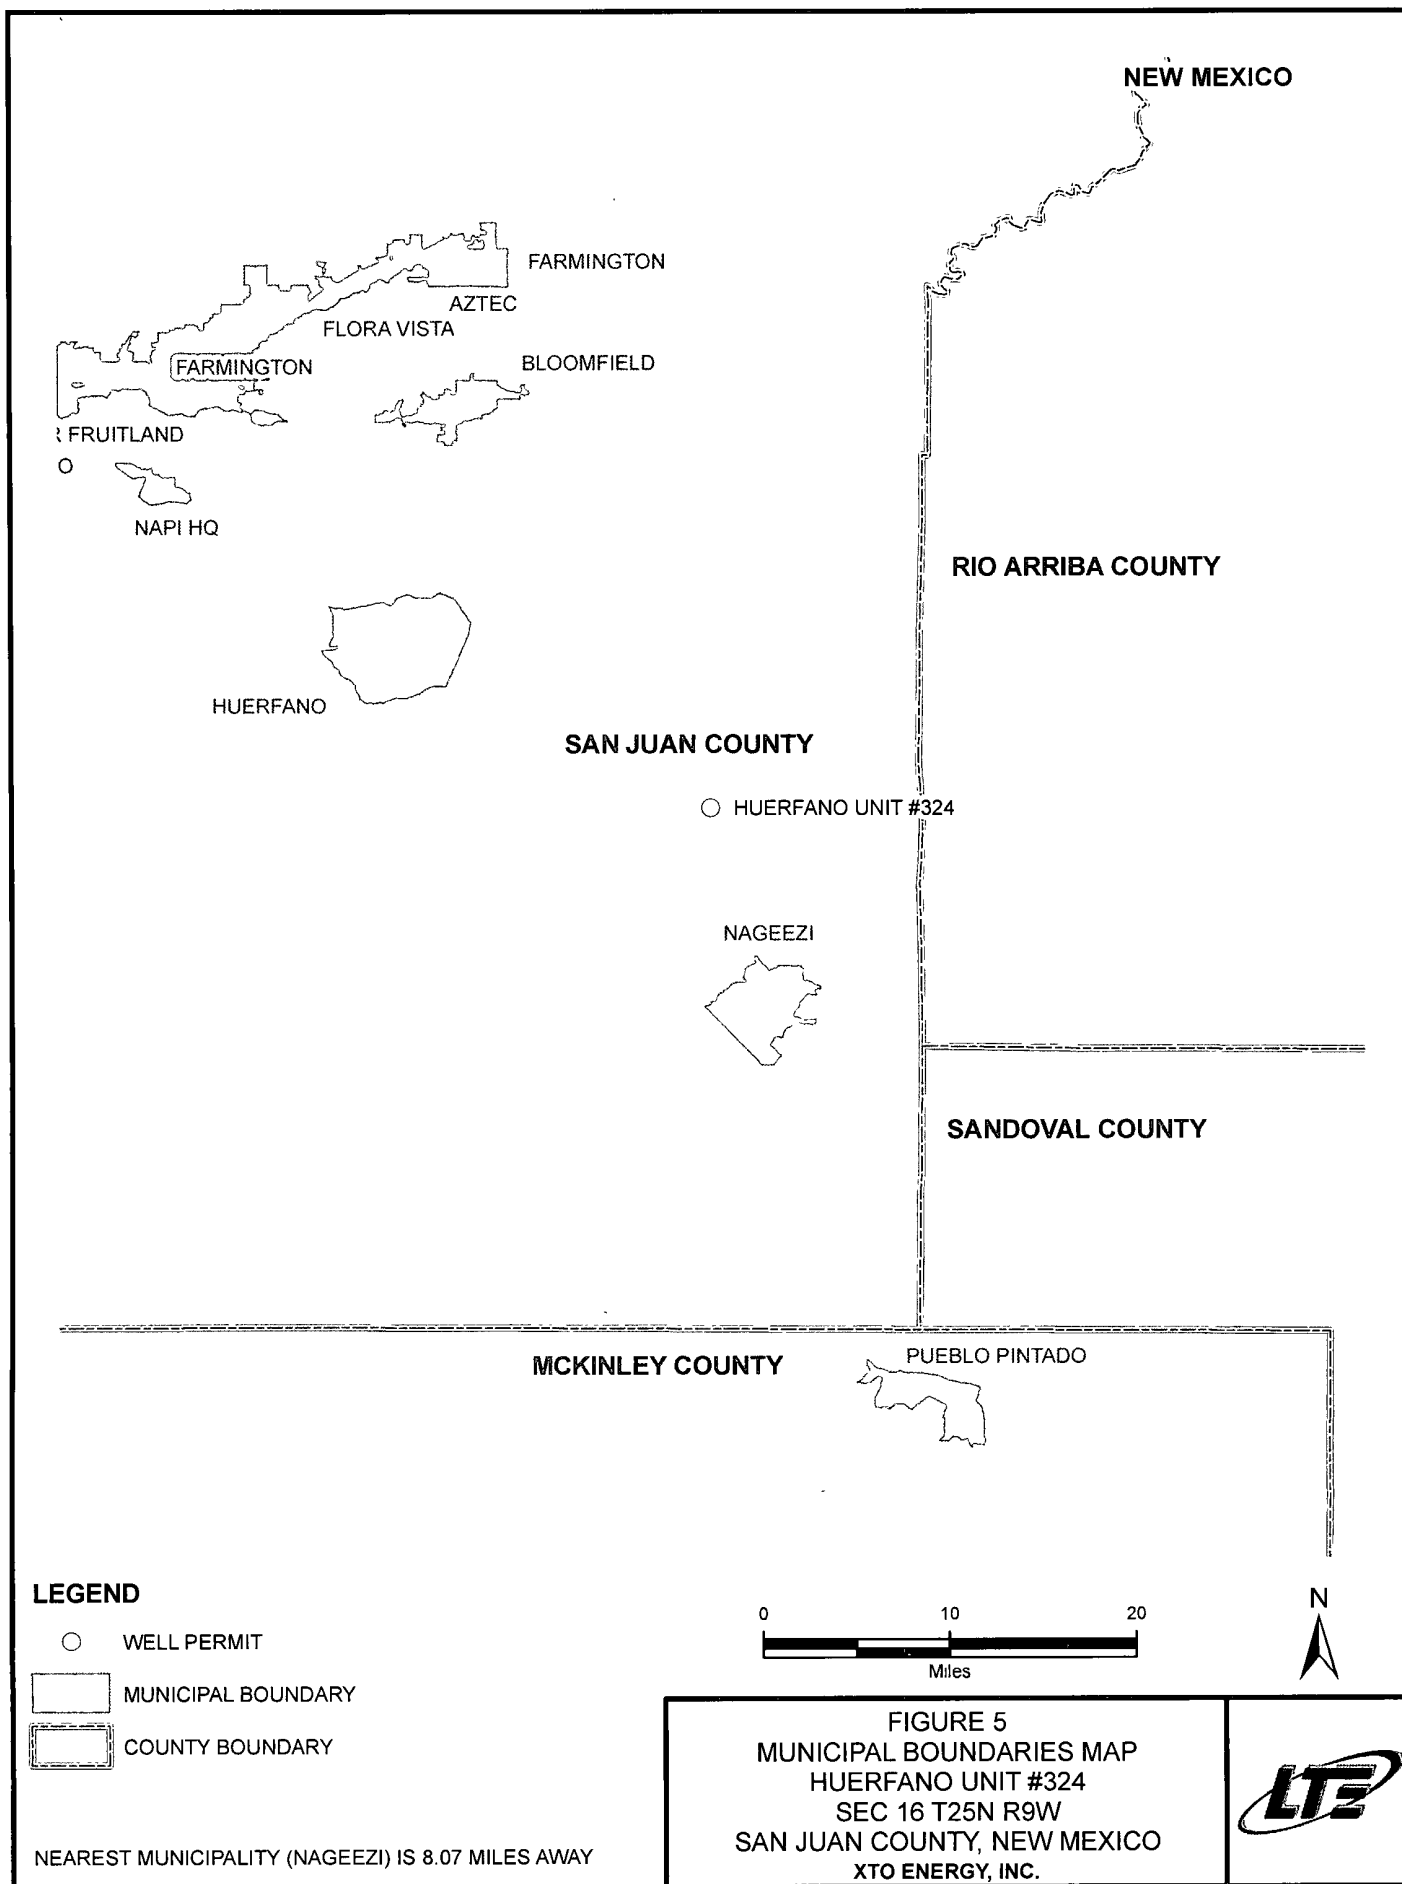 NEW MEXICO
FARMINGTON
AZTEC
FLORA VISTA
FARMINGTON
BLOOMFIELD
R FRUITLAND
O
NAPI HQ
RIO ARRIBA COUNTY
HUERFANO
SAN JUAN COUNTY
HUERFANO UNIT #324
NAGEEZI
SANDOVAL COUNTY
MCKINLEY COUNTY
PUEBLO PINTADO
LEGEND
WELL PERMIT
MUNICIPAL BOUNDARY
COUNTY BOUNDARY
0 10 20
Miles
N
NEAREST MUNICIPALITY (NAGEEZI) IS 8.07 MILES AWAY
FIGURE 5
MUNICIPAL BOUNDARIES MAP
HUERFANO UNIT #324
SEC 16 T25N R9W
SAN JUAN COUNTY, NEW MEXICO
XTO ENERGY, INC.
LTE